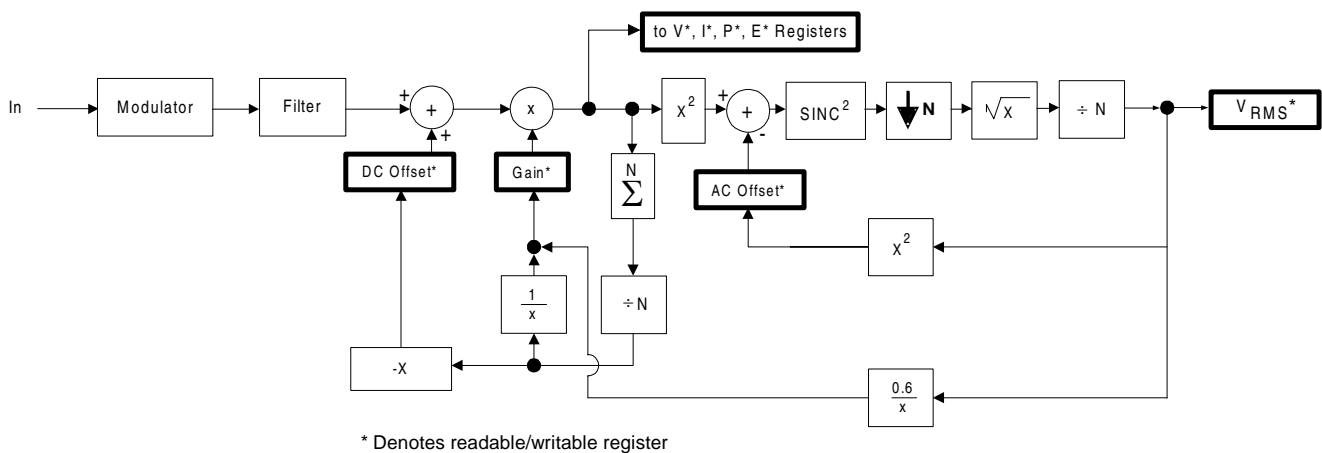 to V*, I*, P*, E* Registers
In
Modulator
Filter
+
+
+
x
X²
+
+
-
SINC²
N
√x
÷ N
V RMS*
DC Offset*
Gain*
N
Σ
AC Offset*
X²
1
x
÷ N
-X
0.6
x
* Denotes readable/writable register